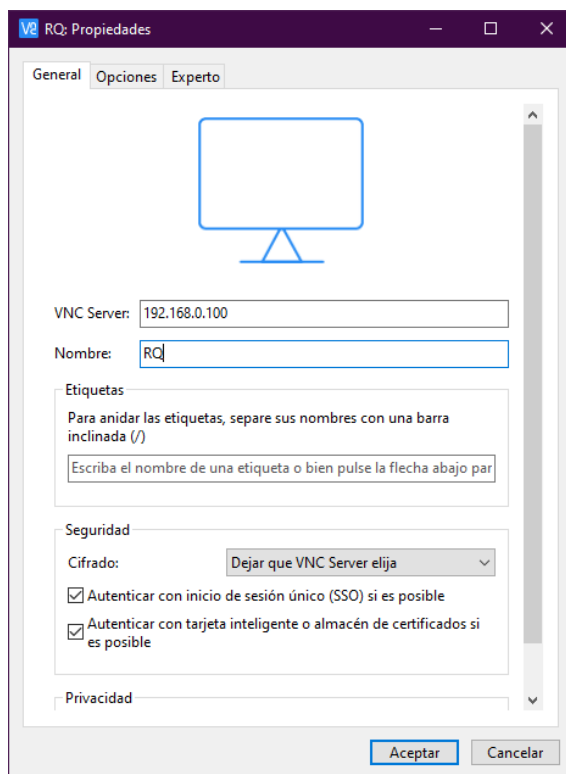 V2 RQ: Propiedades
General Opciones Experto
VNC Server: 192.168.0.100
Nombre: RQ
Etiquetas
Para anidar las etiquetas, separe sus nombres con una barra
inclinada (/)
Escriba el nombre de una etiqueta o bien pulse la flecha abajo par
Seguridad
Cifrado: Dejar que VNC Server elija
Autenticar con inicio de sesión único (SSO) si es posible
Autenticar con tarjeta inteligente o almacén de certificados si
es posible
Privacidad
Aceptar Cancelar